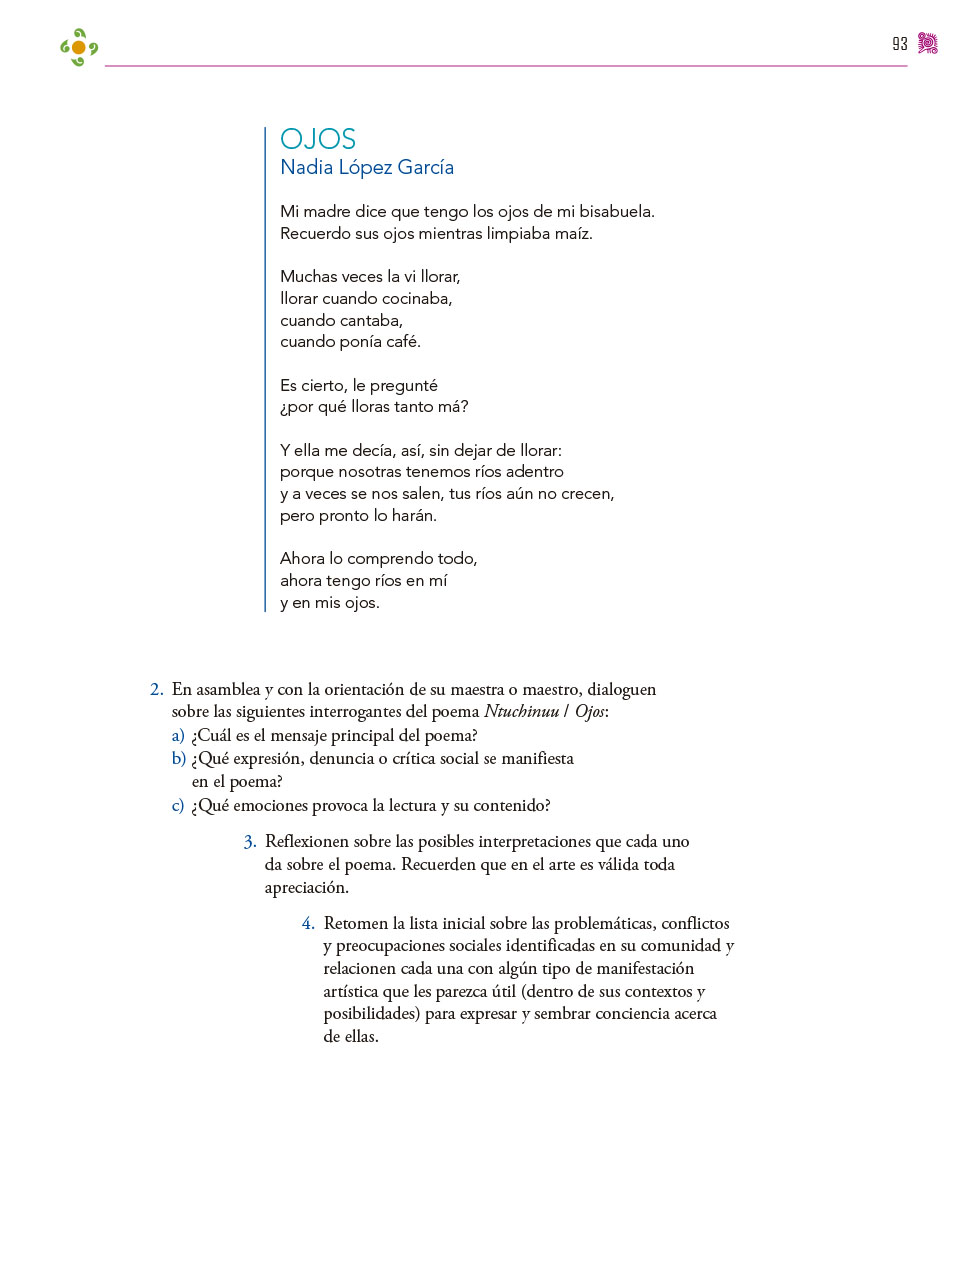 93
OJOS
Nadia López García
Mi madre dice que tengo los ojos de mi bisabuela.
Recuerdo sus ojos mientras limpiaba maíz.
Muchas veces la vi llorar,
llorar cuando cocinaba,
cuando cantaba,
cuando ponía café.
Es cierto, le pregunté
¿por qué lloras tanto má?
Y ella me decía, así, sin dejar de llorar:
porque nosotras tenemos ríos adentro
y a veces se nos salen, tus ríos aún no crecen,
pero pronto lo harán.
Ahora lo comprendo todo,
ahora tengo ríos en mí
y en mis ojos.
2. En asamblea y con la orientación de su maestra o maestro, dialoguen
sobre las siguientes interrogantes del poema Ntuchinuu / Ojos:
a) ¿Cuál es el mensaje principal del poema?
b) ¿Qué expresión, denuncia o crítica social se manifiesta
en el poema?
c) ¿Qué emociones provoca la lectura y su contenido?
3. Reflexionen sobre las posibles interpretaciones que cada uno
da sobre el poema. Recuerden que en el arte es válida toda
apreciación.
4. Retomen la lista inicial sobre las problemáticas, conflictos
y preocupaciones sociales identificadas en su comunidad y
relacionen cada una con algún tipo de manifestación
artística que les parezca útil (dentro de sus contextos y
posibilidades) para expresar y sembrar conciencia acerca
de ellas.